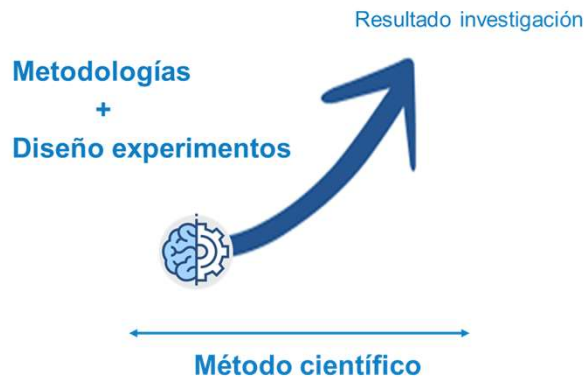 Resultado investigación
Metodologías
+
Diseño experimentos
Método científico